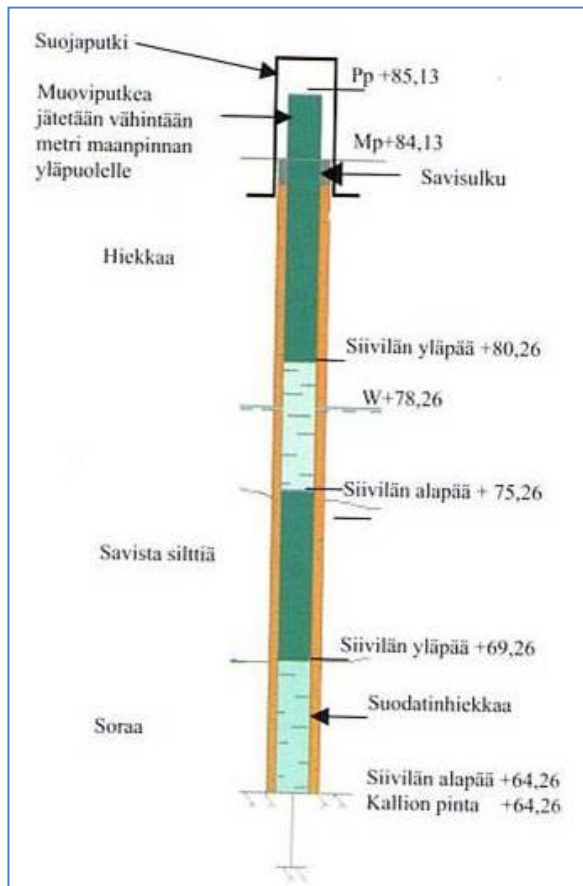 Suojaputki
Pp +85,13
Muoviputkea
jätetään vähintään
metri maanpinnan
yläpuolelle
Mp+84,13
Savisulku
Hiekkaa
Siivilän yläpää +80,26
W+78,26
Siivilän alapää + 75,26
Savista silttiä
Siivilän yläpää +69,26
Suodatinhiekkaa
Soraa
Siivilän alapää +64,26
Kallion pinta +64,26